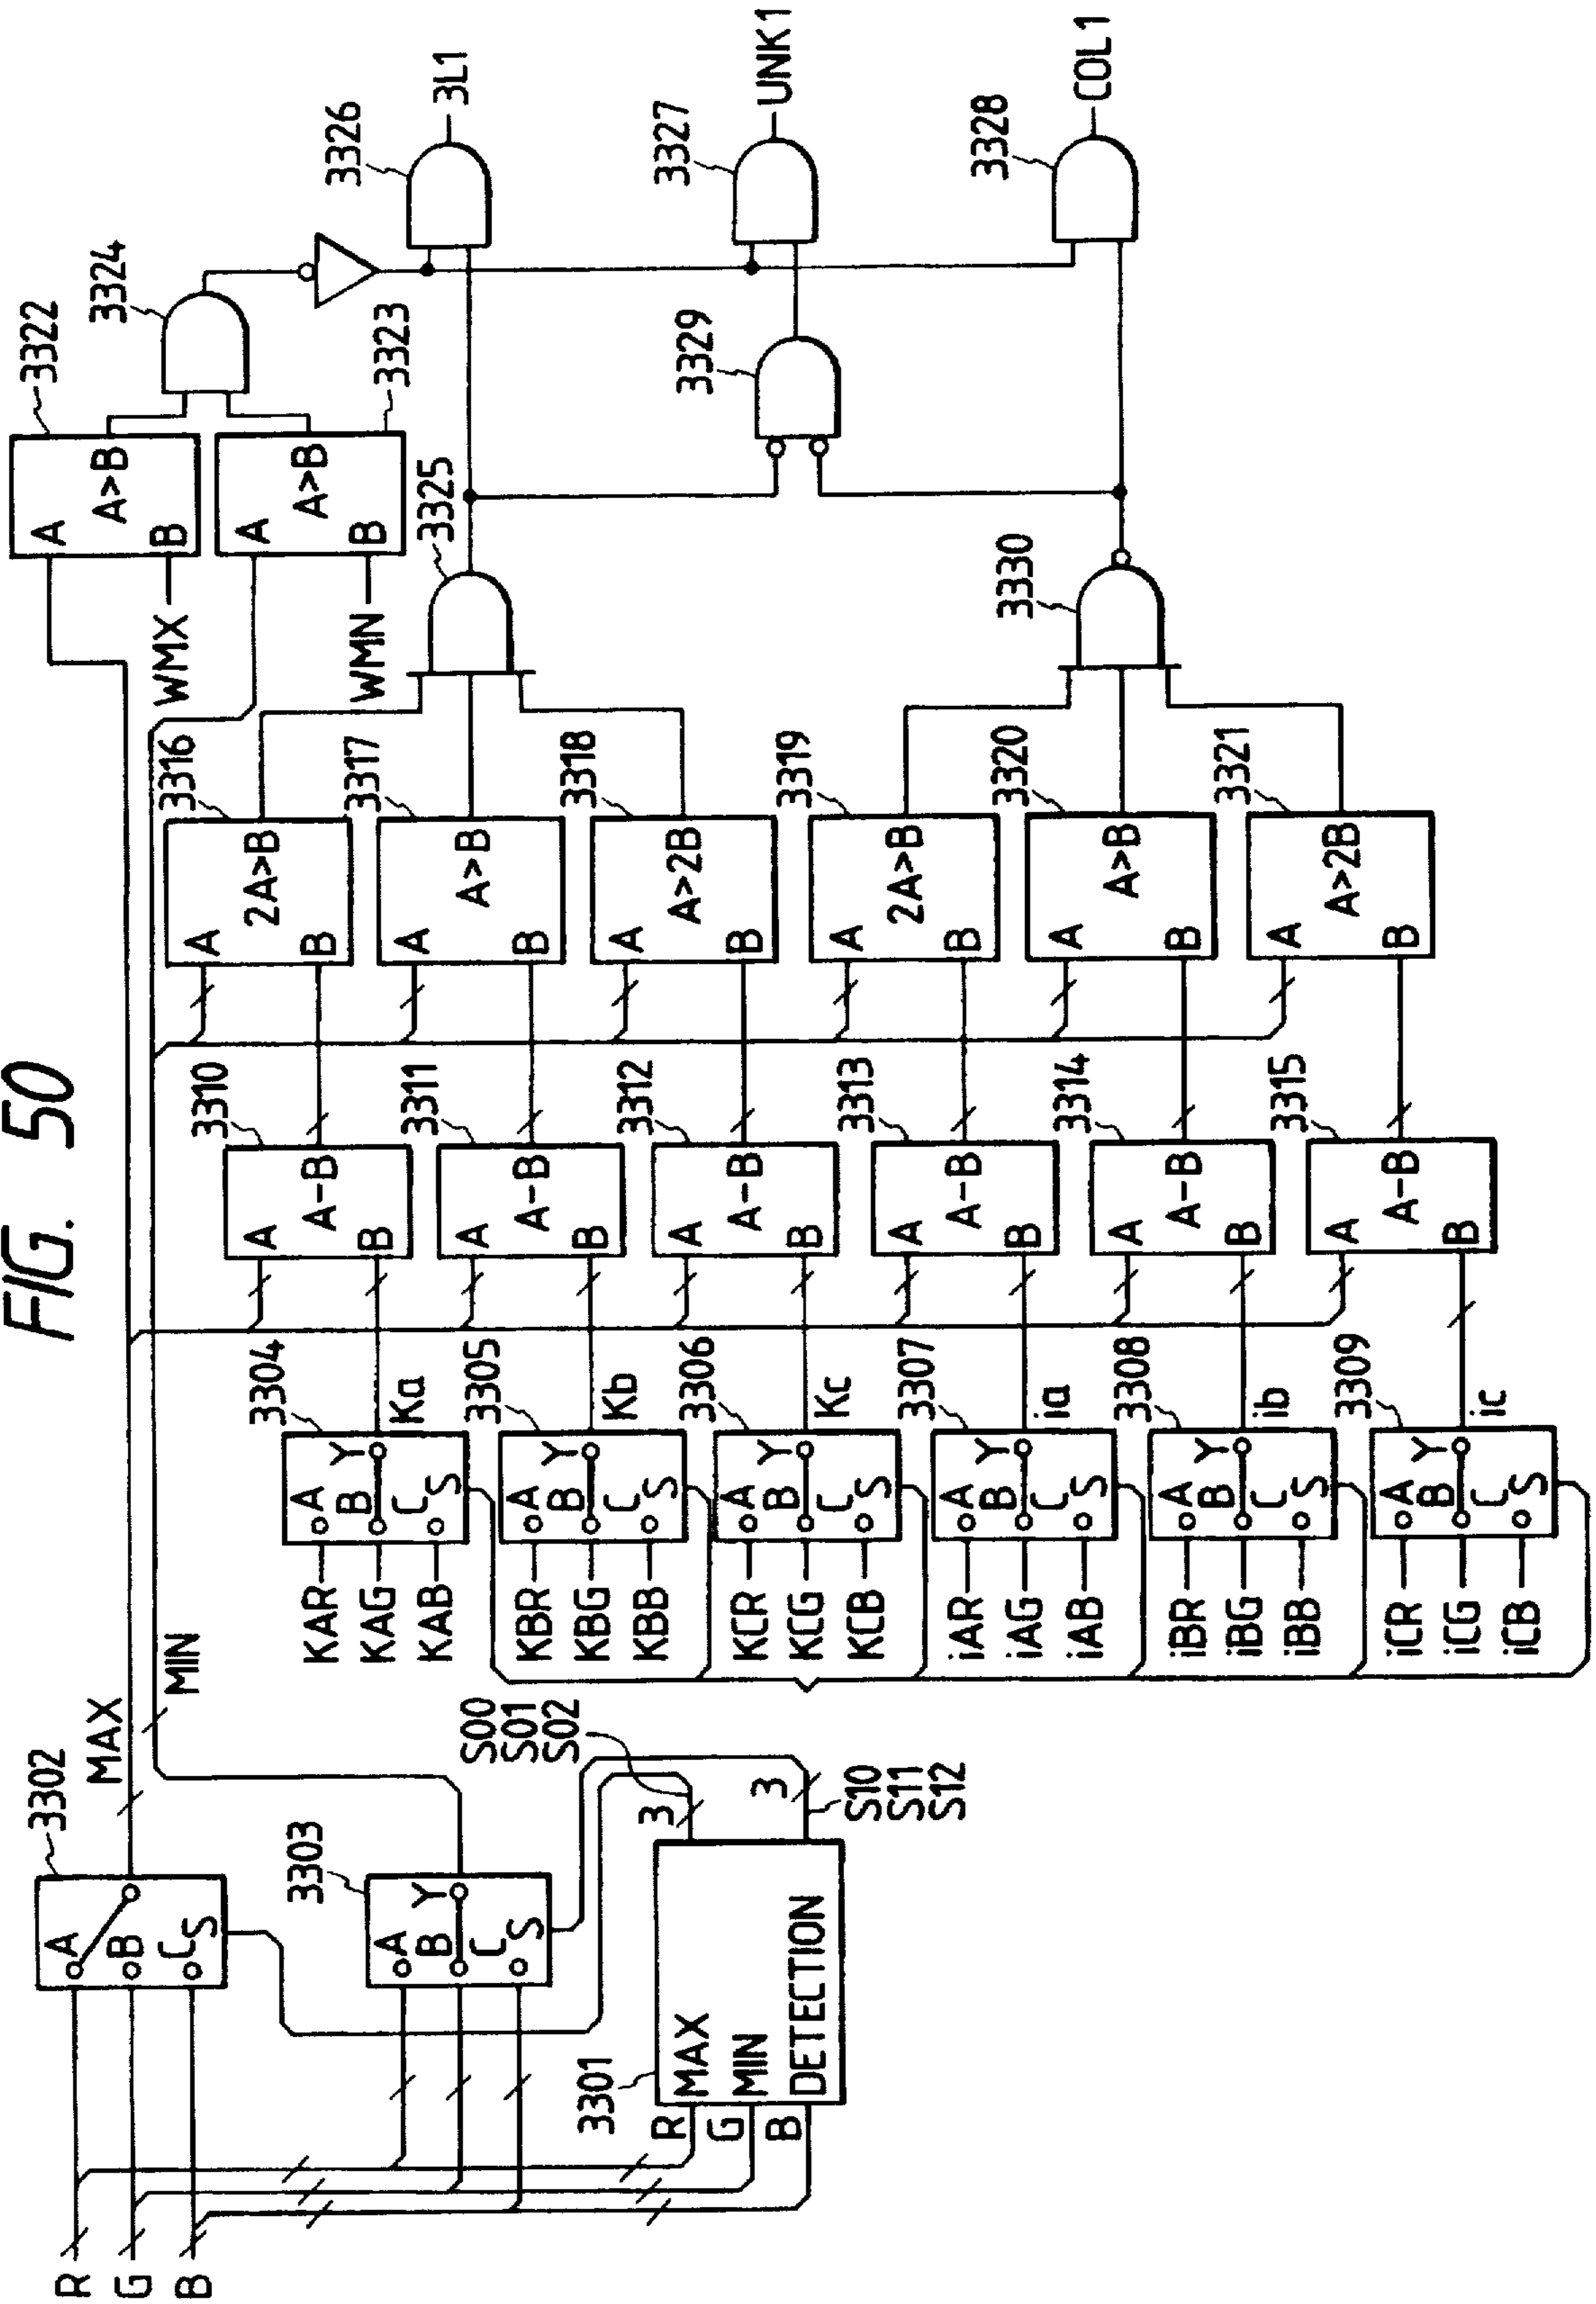 FIG. 50
R
G
B
3302
A
B
C
S
MAX
3303
A
B
C
Y
S
MIN
3301
R
G
B
MAX
MIN
DETECTION
3
S00
S01
S02
3
S10
S11
S12
KAR
KAG
KAB
3304
A
B
C
Y
S
Ka
KBR
KBG
KBB
3305
A
B
C
Y
S
Kb
KCR
KCG
KCB
3306
A
B
C
Y
S
Kc
iAR
iAG
iAB
3307
A
B
C
Y
S
ia
iBR
iBG
iBB
3308
A
B
C
Y
S
ib
iCR
iCG
iCB
3309
A
B
C
Y
S
ic
3310
A
A-B
B
3311
A
A-B
B
3312
A
A-B
B
3313
A
A-B
B
3314
A
A-B
B
3315
A
A-B
B
3316
A
2A>B
B
3317
A
A>B
B
3318
A
A>2B
B
3319
A
2A>B
B
3320
A
A>B
B
3321
A
A>2B
B
WMX
3322
A
A>B
B
WMN
3323
A
A>B
B
3324
3325
3330
3329
3326
3L1
3327
UNK1
3328
COL1